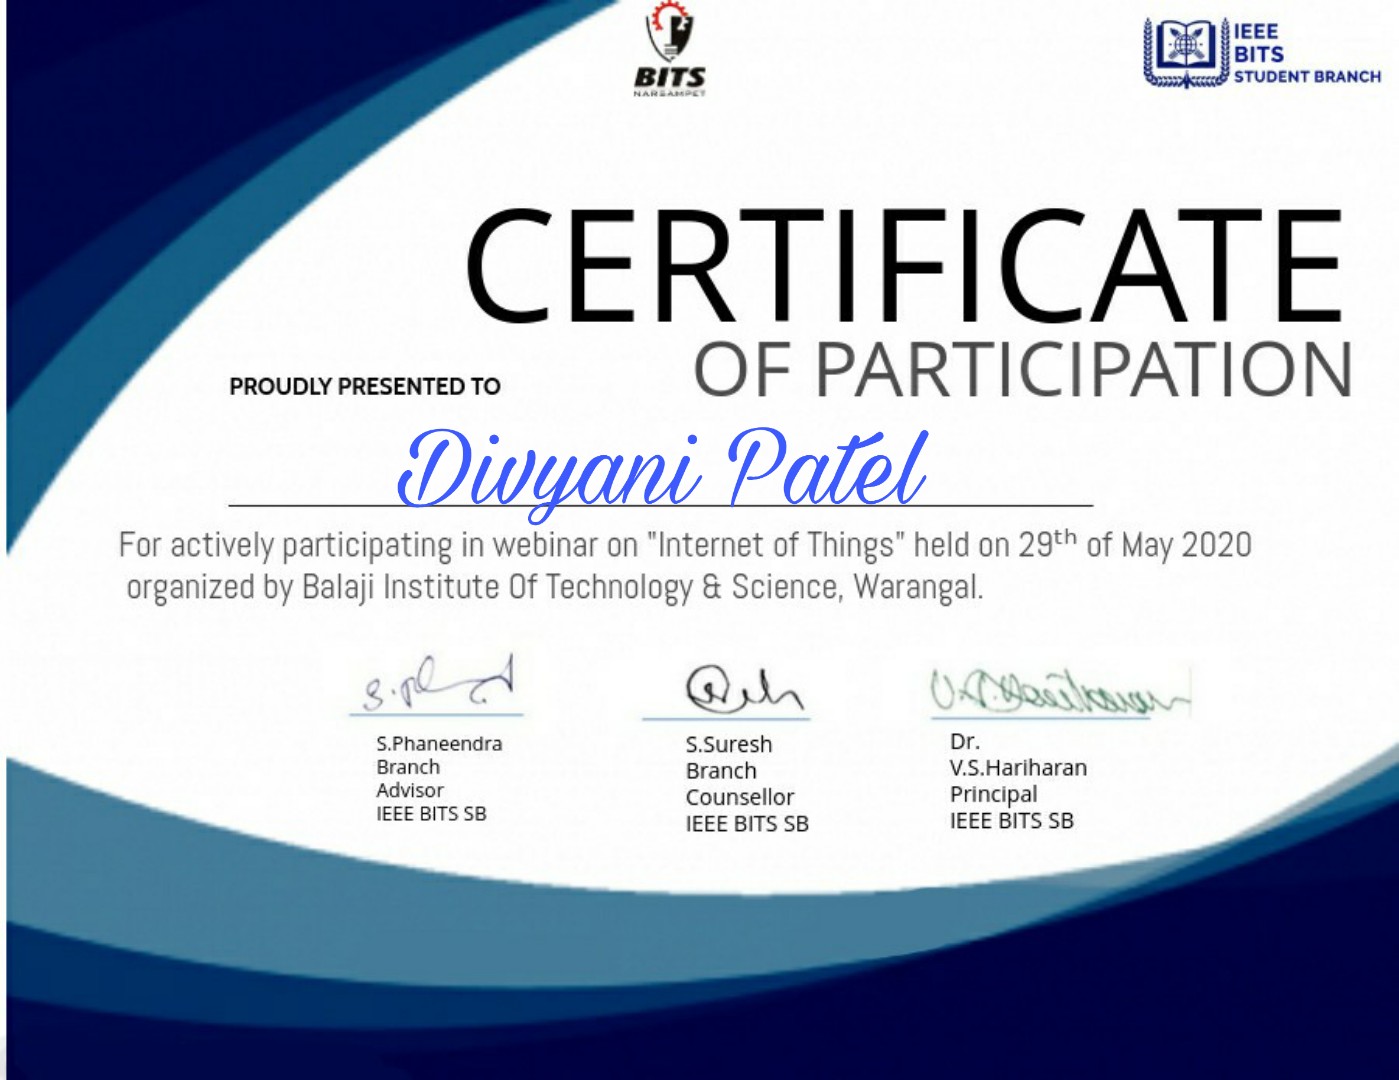 BITS
NARSAMPET
IEEE
BITS
STUDENT BRANCH
CERTIFICATE
OF PARTICIPATION
PROUDLY PRESENTED TO
Divyani Patel
For actively participating in webinar on "Internet of Things" held on 29th of May 2020
organized by Balaji Institute Of Technology & Science, Warangal.
S.Phaneendra
Branch
Advisor
IEEE BITS SB
S.Suresh
Branch
Counsellor
IEEE BITS SB
Dr.
V.S.Hariharan
Principal
IEEE BITS SB